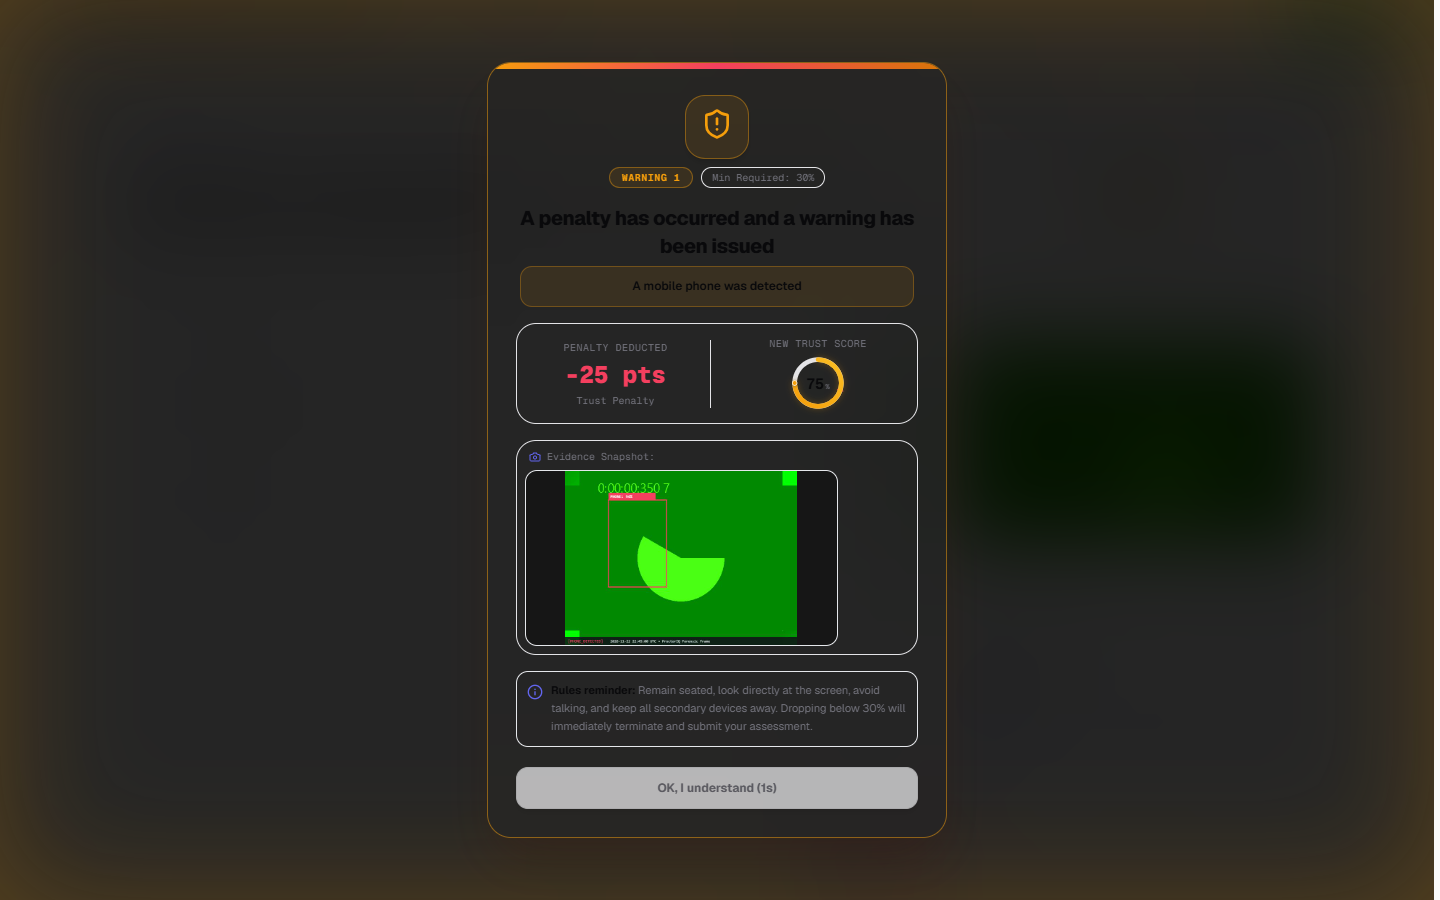 WARNING 1
Min Required: 30%
A penalty has occurred and a warning has
been issued
A mobile phone was detected
PENALTY DEDUCTED
-25 pts
Trust Penalty
NEW TRUST SCORE
75%
Evidence Snapshot:
0:00:00:350 7
Rules reminder: Remain seated, look directly at the screen, avoid
talking, and keep all secondary devices away. Dropping below 30% will
immediately terminate and submit your assessment.
OK, I understand (1s)